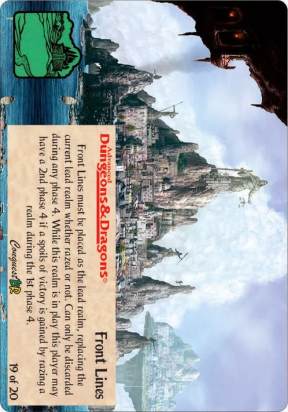 Advanced
Dungeons & Dragons®
Front Lines
Front Lines must be placed as the lead realm, replacing the
current lead realm whether razed or not. Can only be discarded
during any phase 4. While this realm is in play this player may
have a 2nd phase 4 if a spoils of victory is gained by razing a
realm during the 1st phase 4.
Conquest
19 of 20